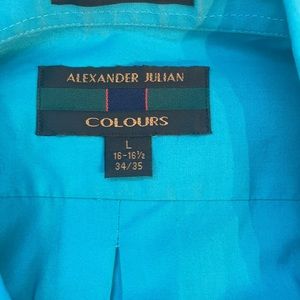 ALEXANDER JULIAN
COLOURS
L
16-16½
34/35